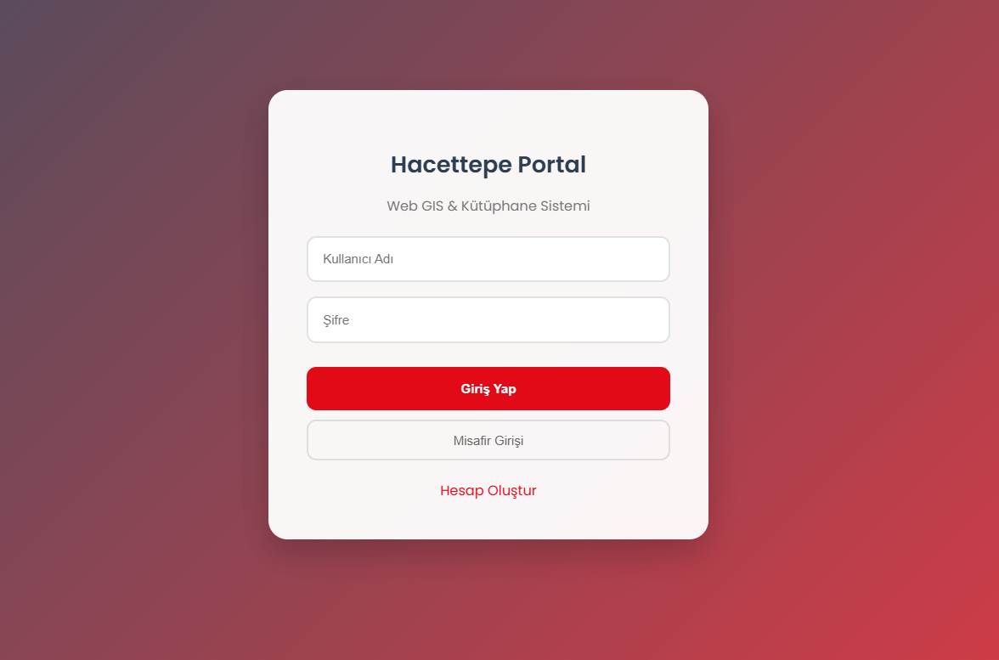 Hacettepe Portal
Web GIS & Kütüphane Sistemi
Kullanıcı Adı
Şifre
Giriş Yap
Misafir Girişi
Hesap Oluştur